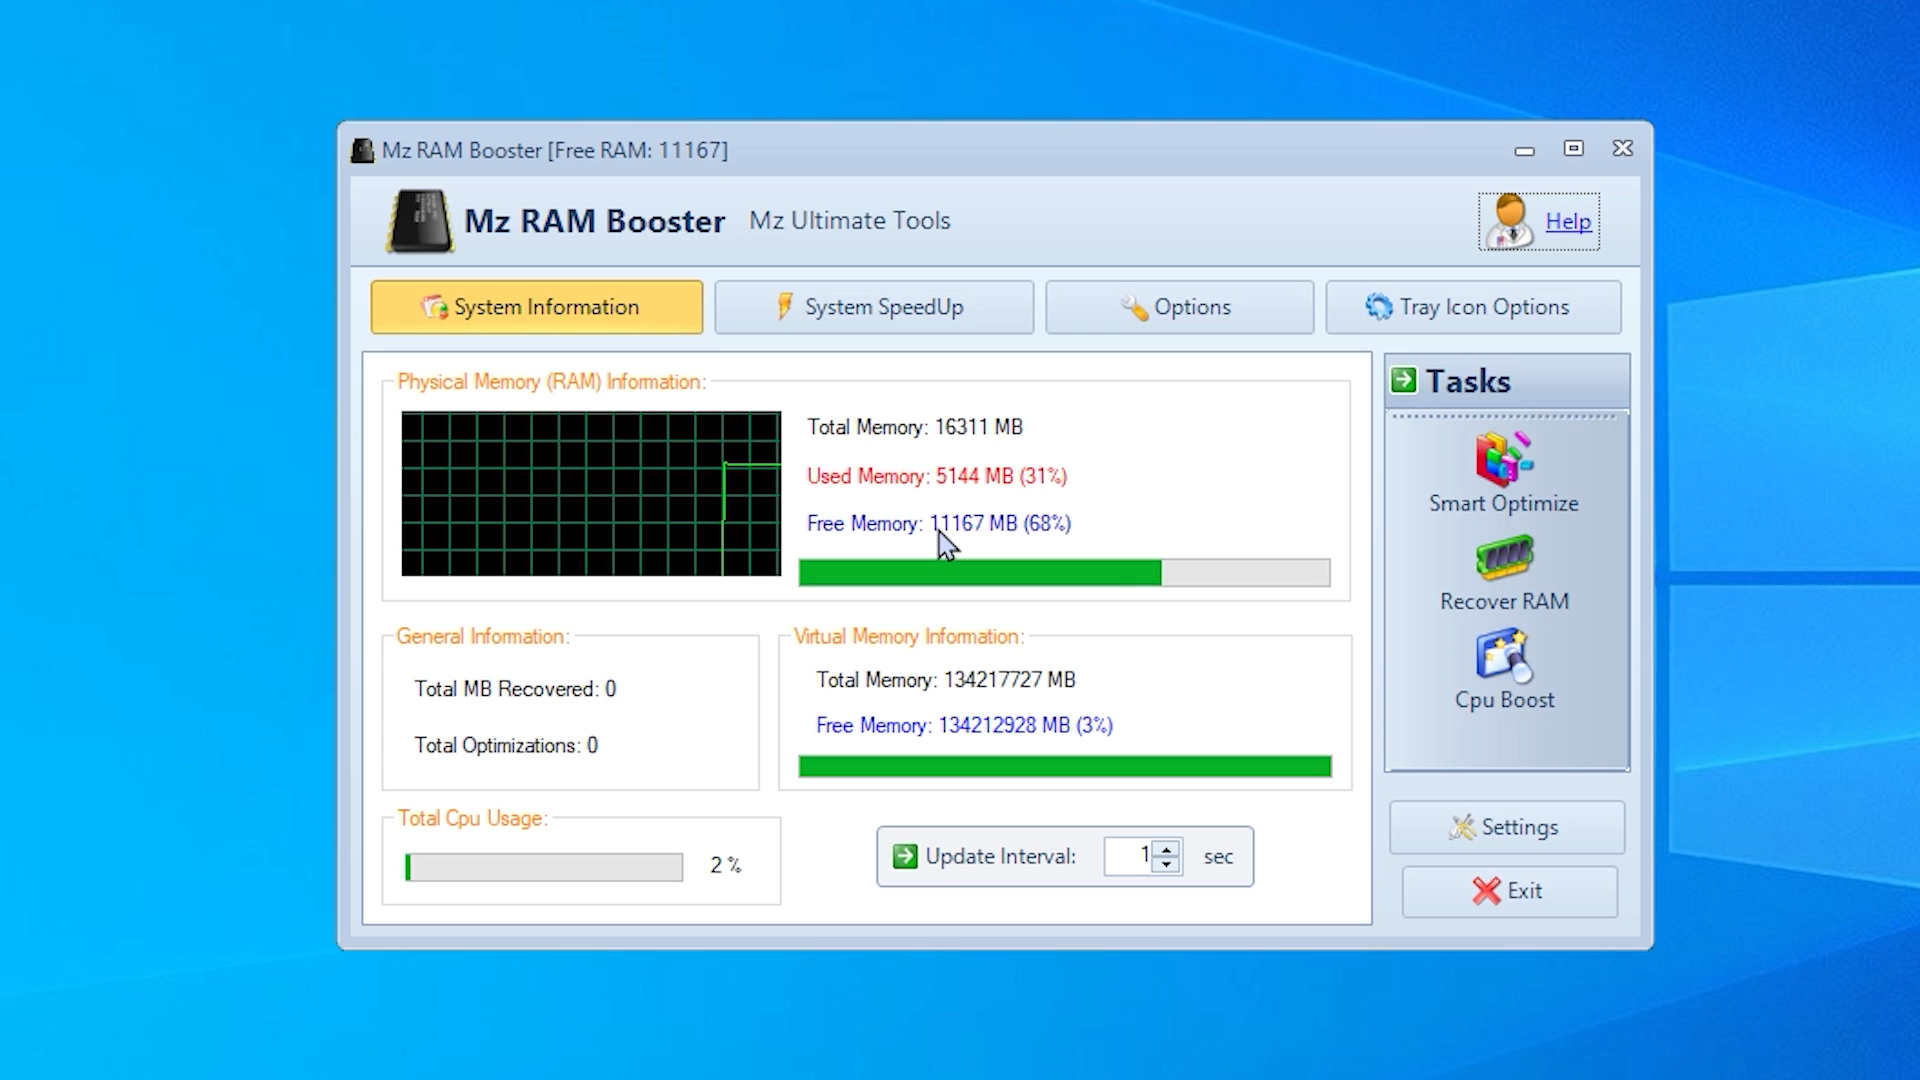 Mz RAM Booster [Free RAM: 11167]
Mz RAM Booster Mz Ultimate Tools
Help
System Information
System SpeedUp
Options
Tray Icon Options
Physical Memory (RAM) Information:
Total Memory: 16311 MB
Used Memory: 5144 MB (31%)
Free Memory: 11167 MB (68%)
General Information:
Total MB Recovered: 0
Total Optimizations: 0
Virtual Memory Information:
Total Memory: 134217727 MB
Free Memory: 134212928 MB (3%)
Total Cpu Usage:
2 %
Update Interval: 1 sec
Tasks
Smart Optimize
Recover RAM
Cpu Boost
Settings
Exit